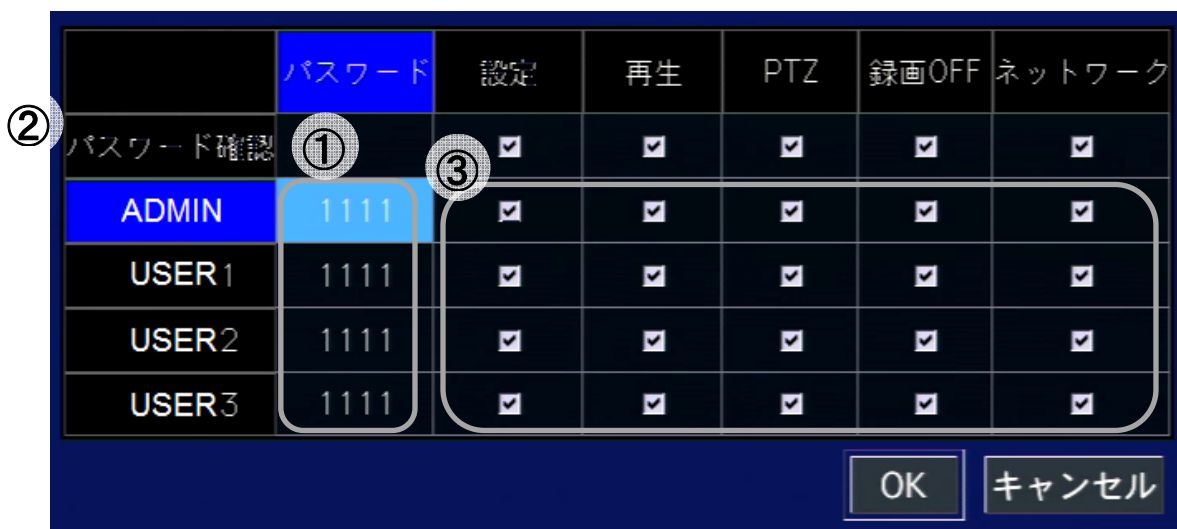 パスワード 設定 再生 PTZ 録画OFF ネットワーク
② パスワード確認 ① ③
ADMIN 1111
USER1 1111
USER2 1111
USER3 1111
OK キャンセル